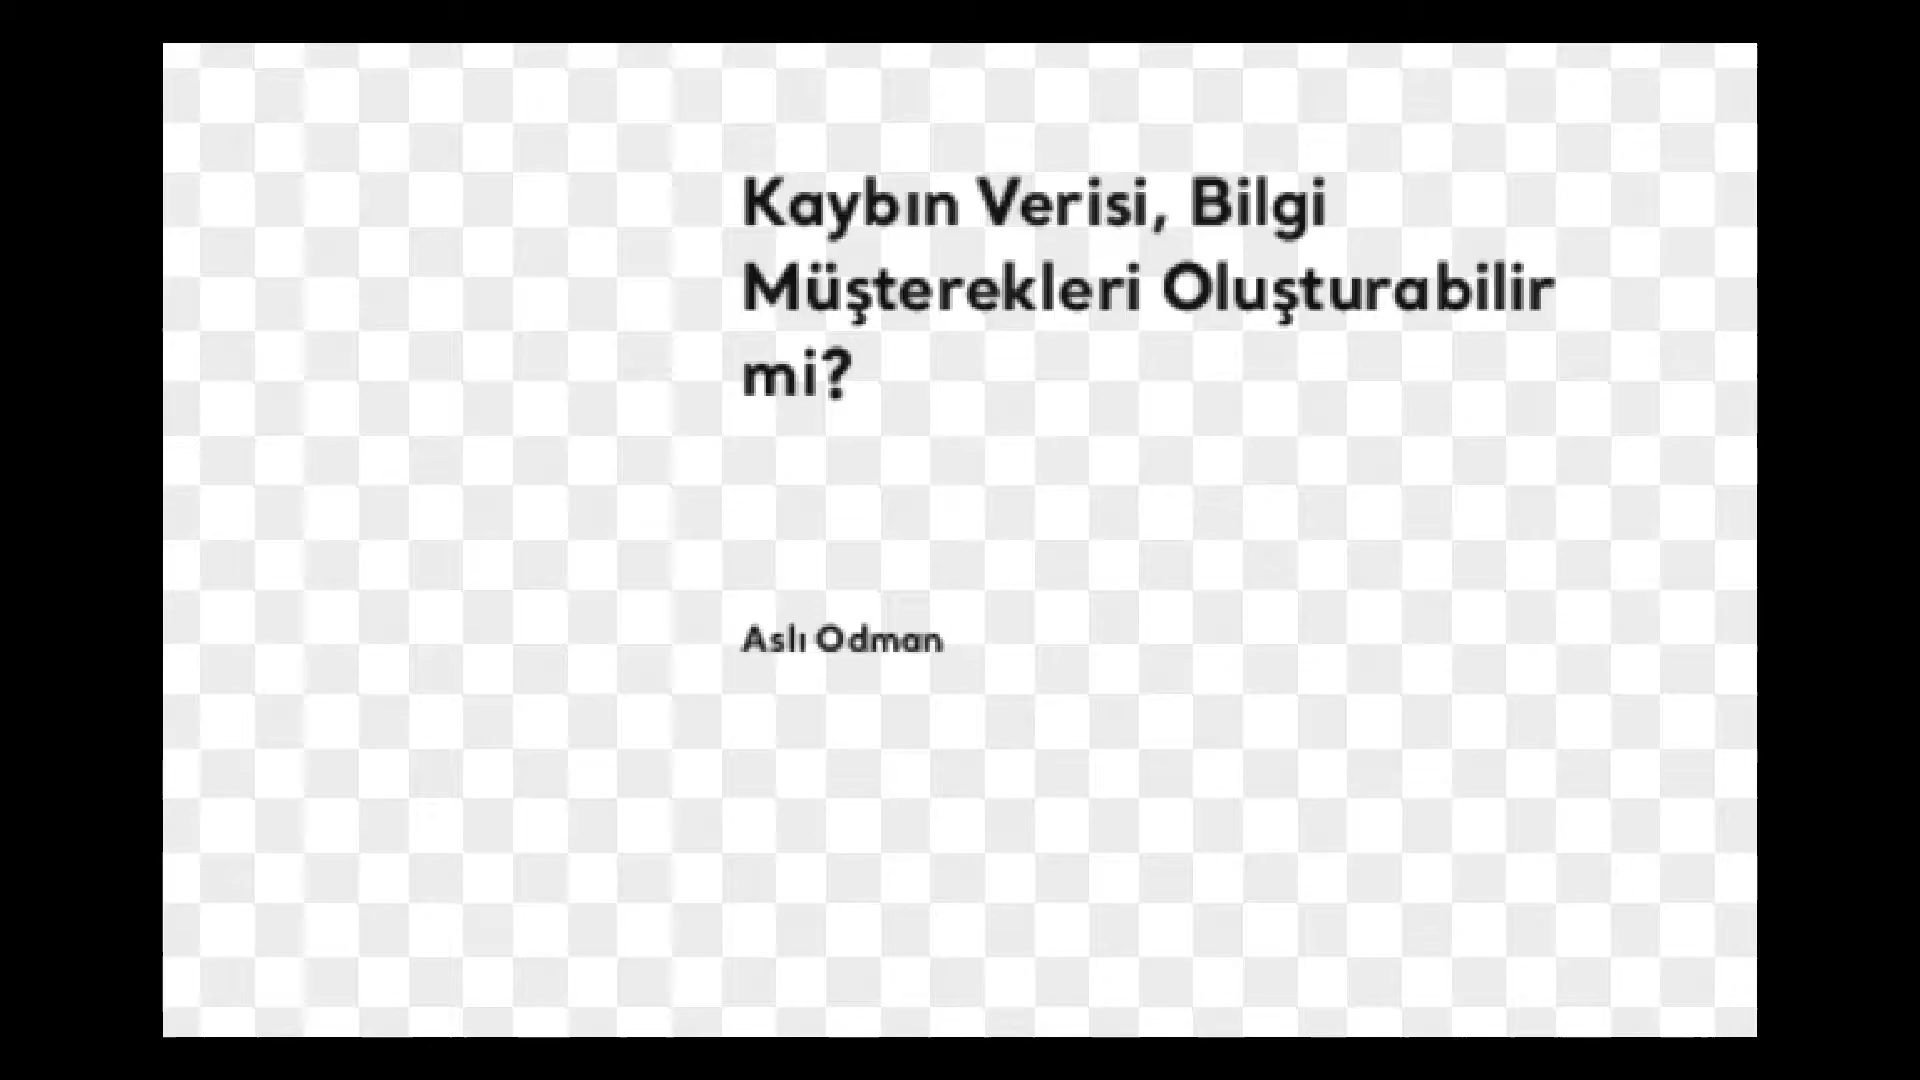 Kaybın Verisi, Bilgi
Müşterekleri Oluşturabilir
mi?
Aslı Odman